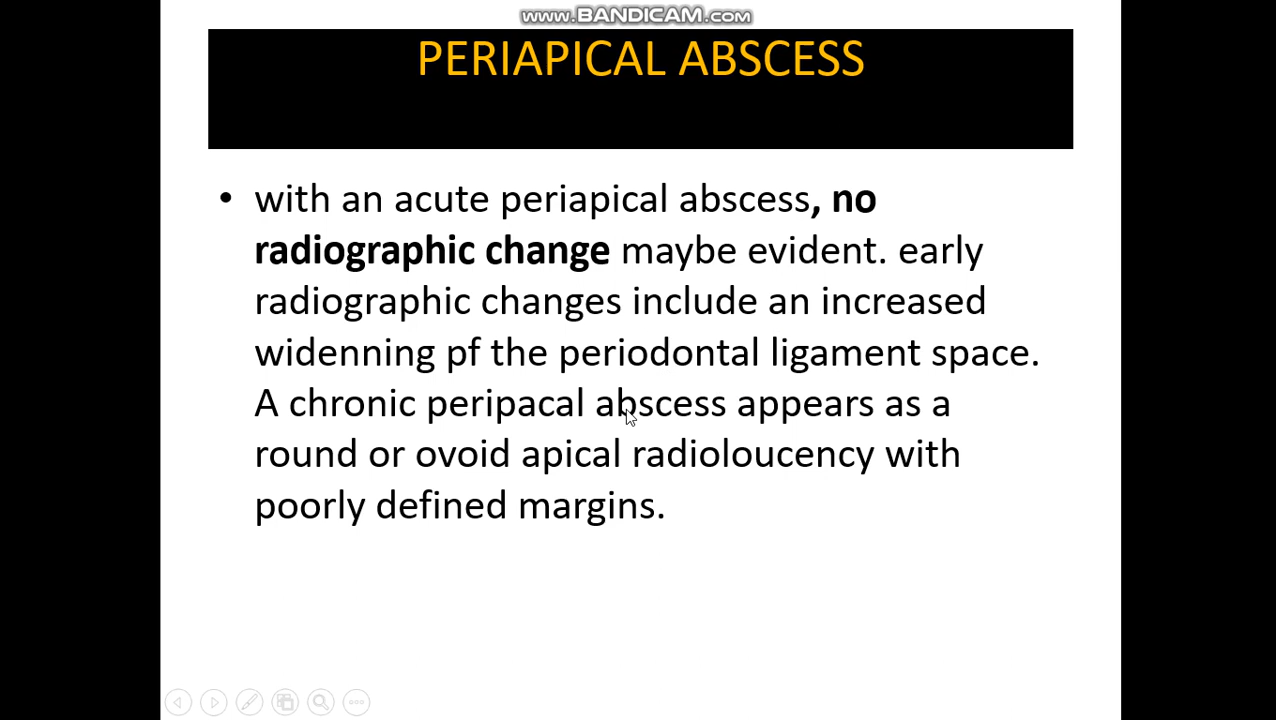 www.BANDICAM.com
PERIAPICAL ABSCESS
• with an acute periapical abscess, no
radiographic change maybe evident. early
radiographic changes include an increased
widenning pf the periodontal ligament space.
A chronic peripacal abscess appears as a
round or ovoid apical radioloucency with
poorly defined margins.